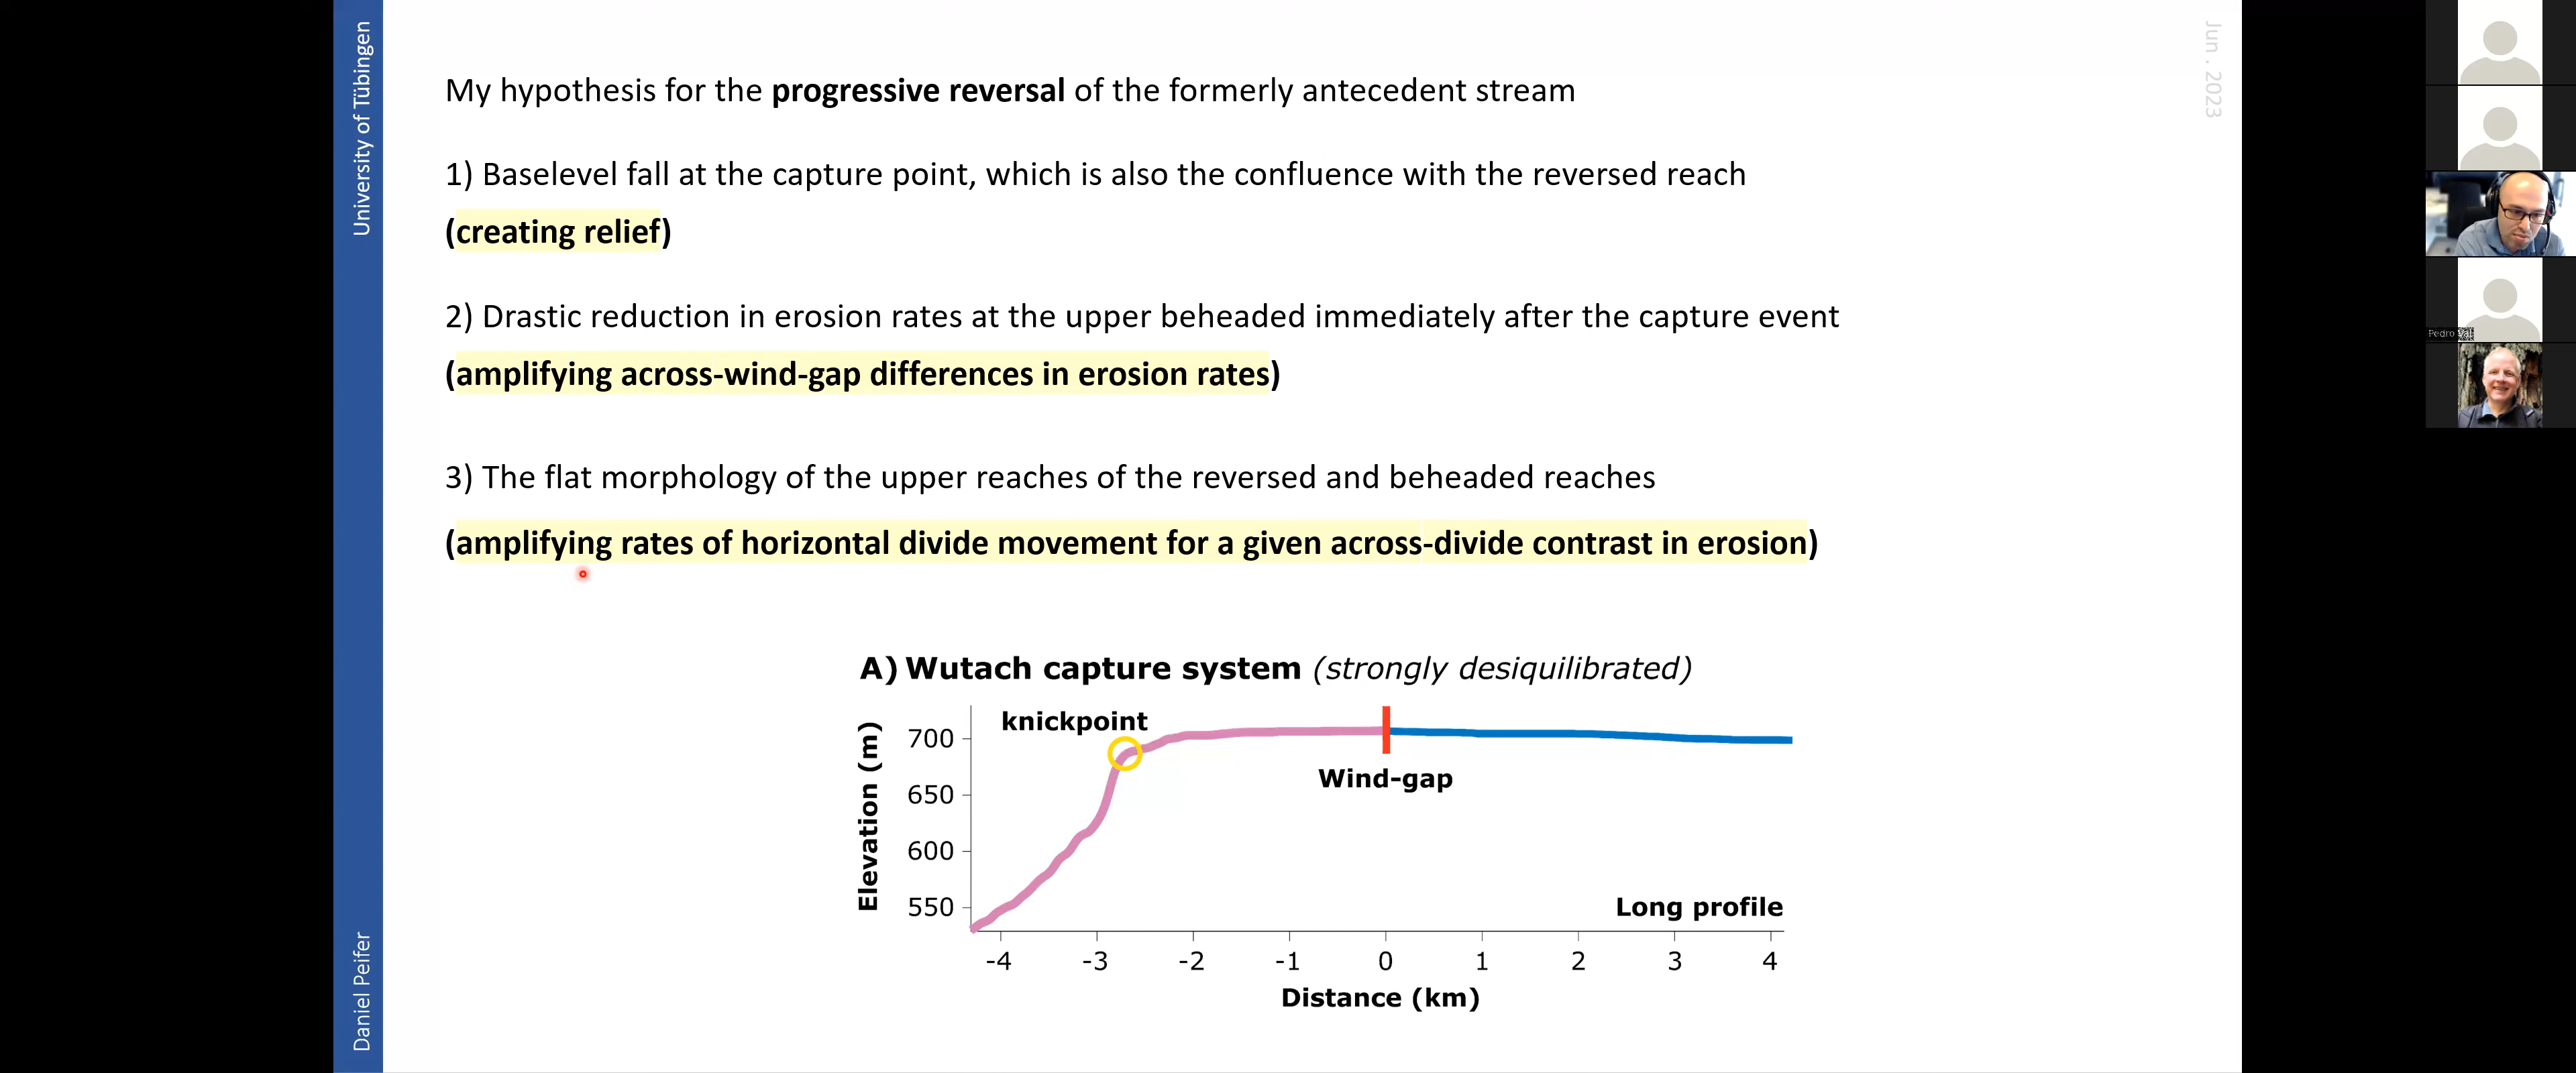 University of Tübingen
Daniel Peifer
Jun . 2023
My hypothesis for the progressive reversal of the formerly antecedent stream
1) Baselevel fall at the capture point, which is also the confluence with the reversed reach
(creating relief)
2) Drastic reduction in erosion rates at the upper beheaded immediately after the capture event
(amplifying across-wind-gap differences in erosion rates)
3) The flat morphology of the upper reaches of the reversed and beheaded reaches
(amplifying rates of horizontal divide movement for a given across-divide contrast in erosion)
A) Wutach capture system (strongly desiquilibrated)
knickpoint
Elevation (m)
700
650
600
550
Wind-gap
Long profile
-4 -3 -2 -1 0 1 2 3 4
Distance (km)
Pedro